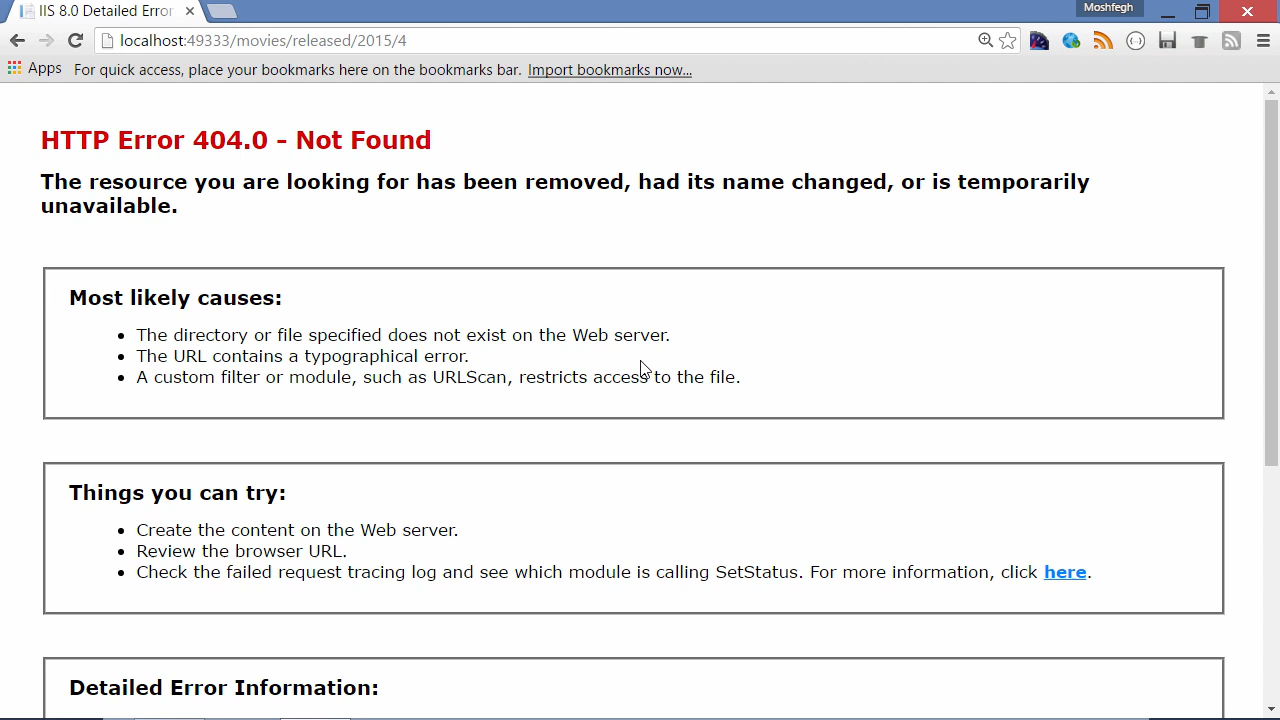 IIS 8.0 Detailed Error
Moshfegh
localhost:49333/movies/released/2015/4
Apps For quick access, place your bookmarks here on the bookmarks bar. Import bookmarks now...
HTTP Error 404.0 - Not Found
The resource you are looking for has been removed, had its name changed, or is temporarily
unavailable.
Most likely causes:
• The directory or file specified does not exist on the Web server.
• The URL contains a typographical error.
• A custom filter or module, such as URLScan, restricts access to the file.
Things you can try:
• Create the content on the Web server.
• Review the browser URL.
• Check the failed request tracing log and see which module is calling SetStatus. For more information, click here.
Detailed Error Information: